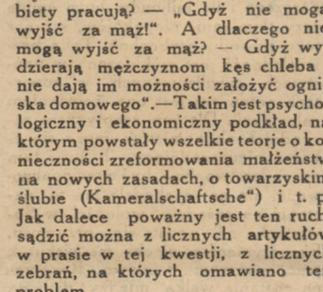 biety pracują? — „Gdyż nie mogą
wyjść za mąż!“. A dlaczego nie
mogą wyjść za mąż? — Gdyż wy-
dzierają mężczyznom kęs chleba
nie dają im możności założyć ogni
ska domowego“.—Takim jest psycho
logiczny i ekonomiczny podkład, na
którym powstały wszelkie teorje o ko
nieczności zreformowania małżeństw
na nowych zasadach, o towarzyskim
ślubie (Kameralschaftsche“) i t. p
Jak dalece poważny jest ten ruch
sądzić można z licznych artykułów
w prasie w tej kwestji, z licznyc
zebrań, na których omawiano te
problem